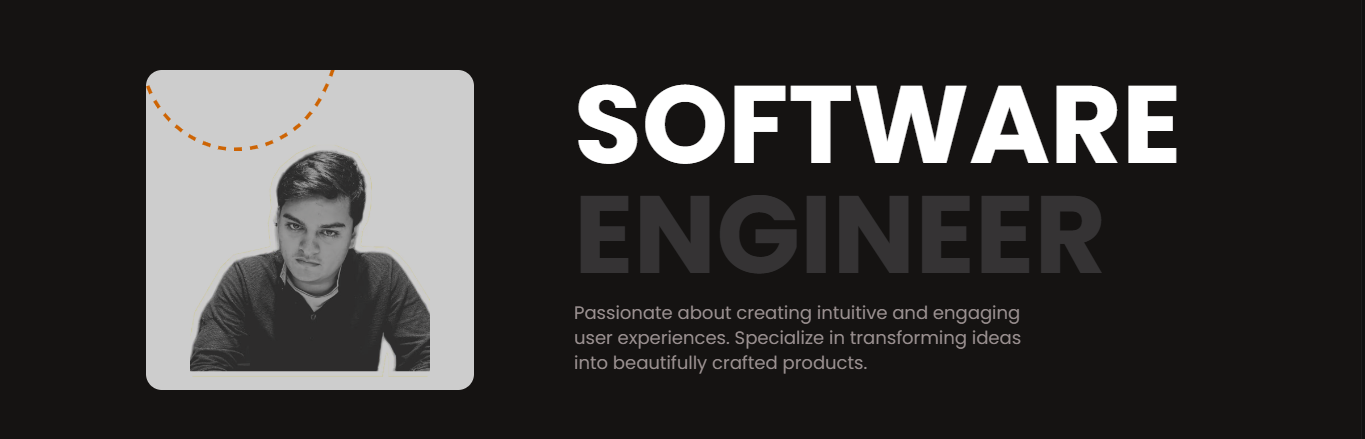 SOFTWARE
ENGINEER
Passionate about creating intuitive and engaging
user experiences. Specialize in transforming ideas
into beautifully crafted products.